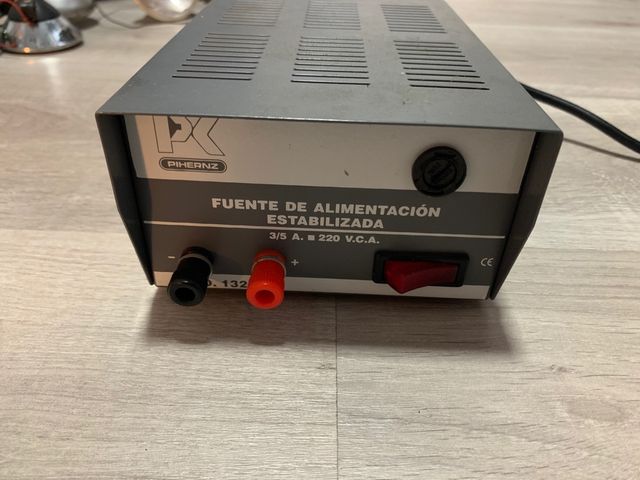 PK
PIHERNZ
FUENTE DE ALIMENTACIÓN
ESTABILIZADA
3/5 A. ■ 220 V.C.A.
- +
CE